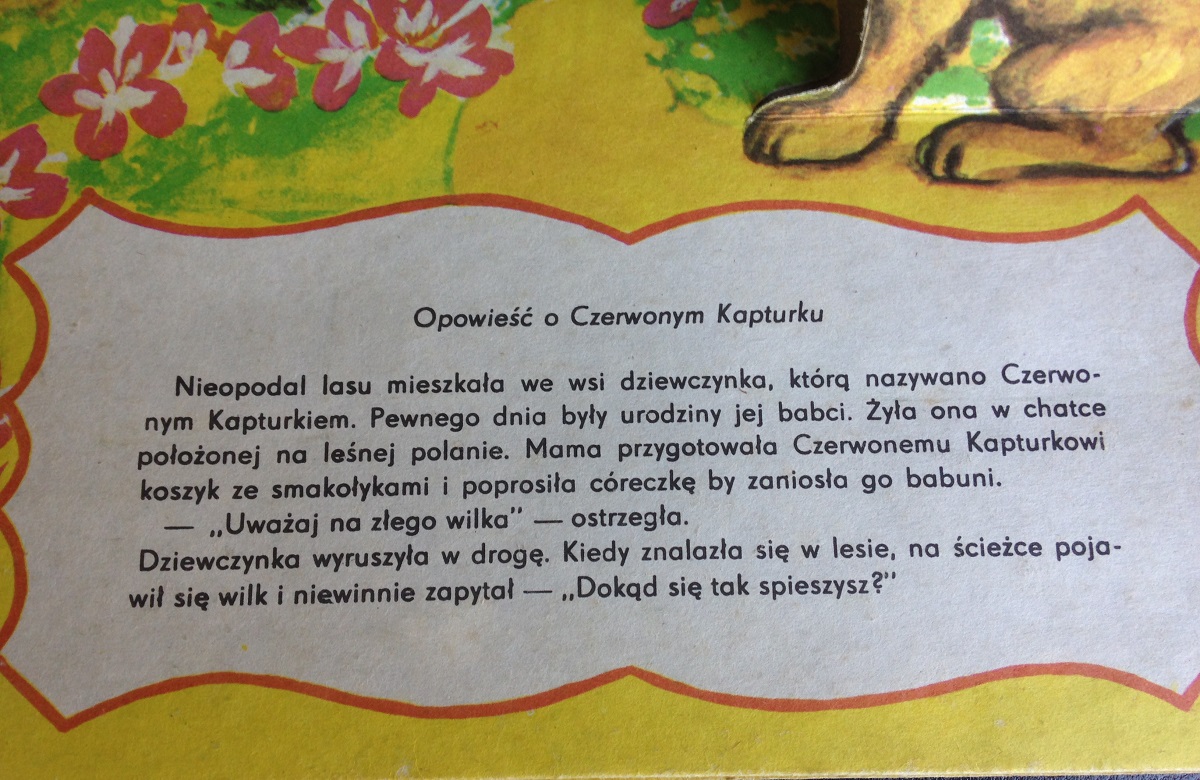 Opowieść o Czerwonym Kapturku
Nieopodal lasu mieszkała we wsi dziewczynka, którą nazywano Czerwo-
nym Kapturkiem. Pewnego dnia były urodziny jej babci. Żyła ona w chatce
położonej na leśnej polanie. Mama przygotowała Czerwonemu Kapturkowi
koszyk ze smakołykami i poprosiła córeczkę by zaniosła go babuni.
— „Uważaj na złego wilka" — ostrzegła.
Dziewczynka wyruszyła w drogę. Kiedy znalazła się w lesie, na ścieżce poja-
wił się wilk i niewinnie zapytał — „Dokąd się tak spieszysz?"